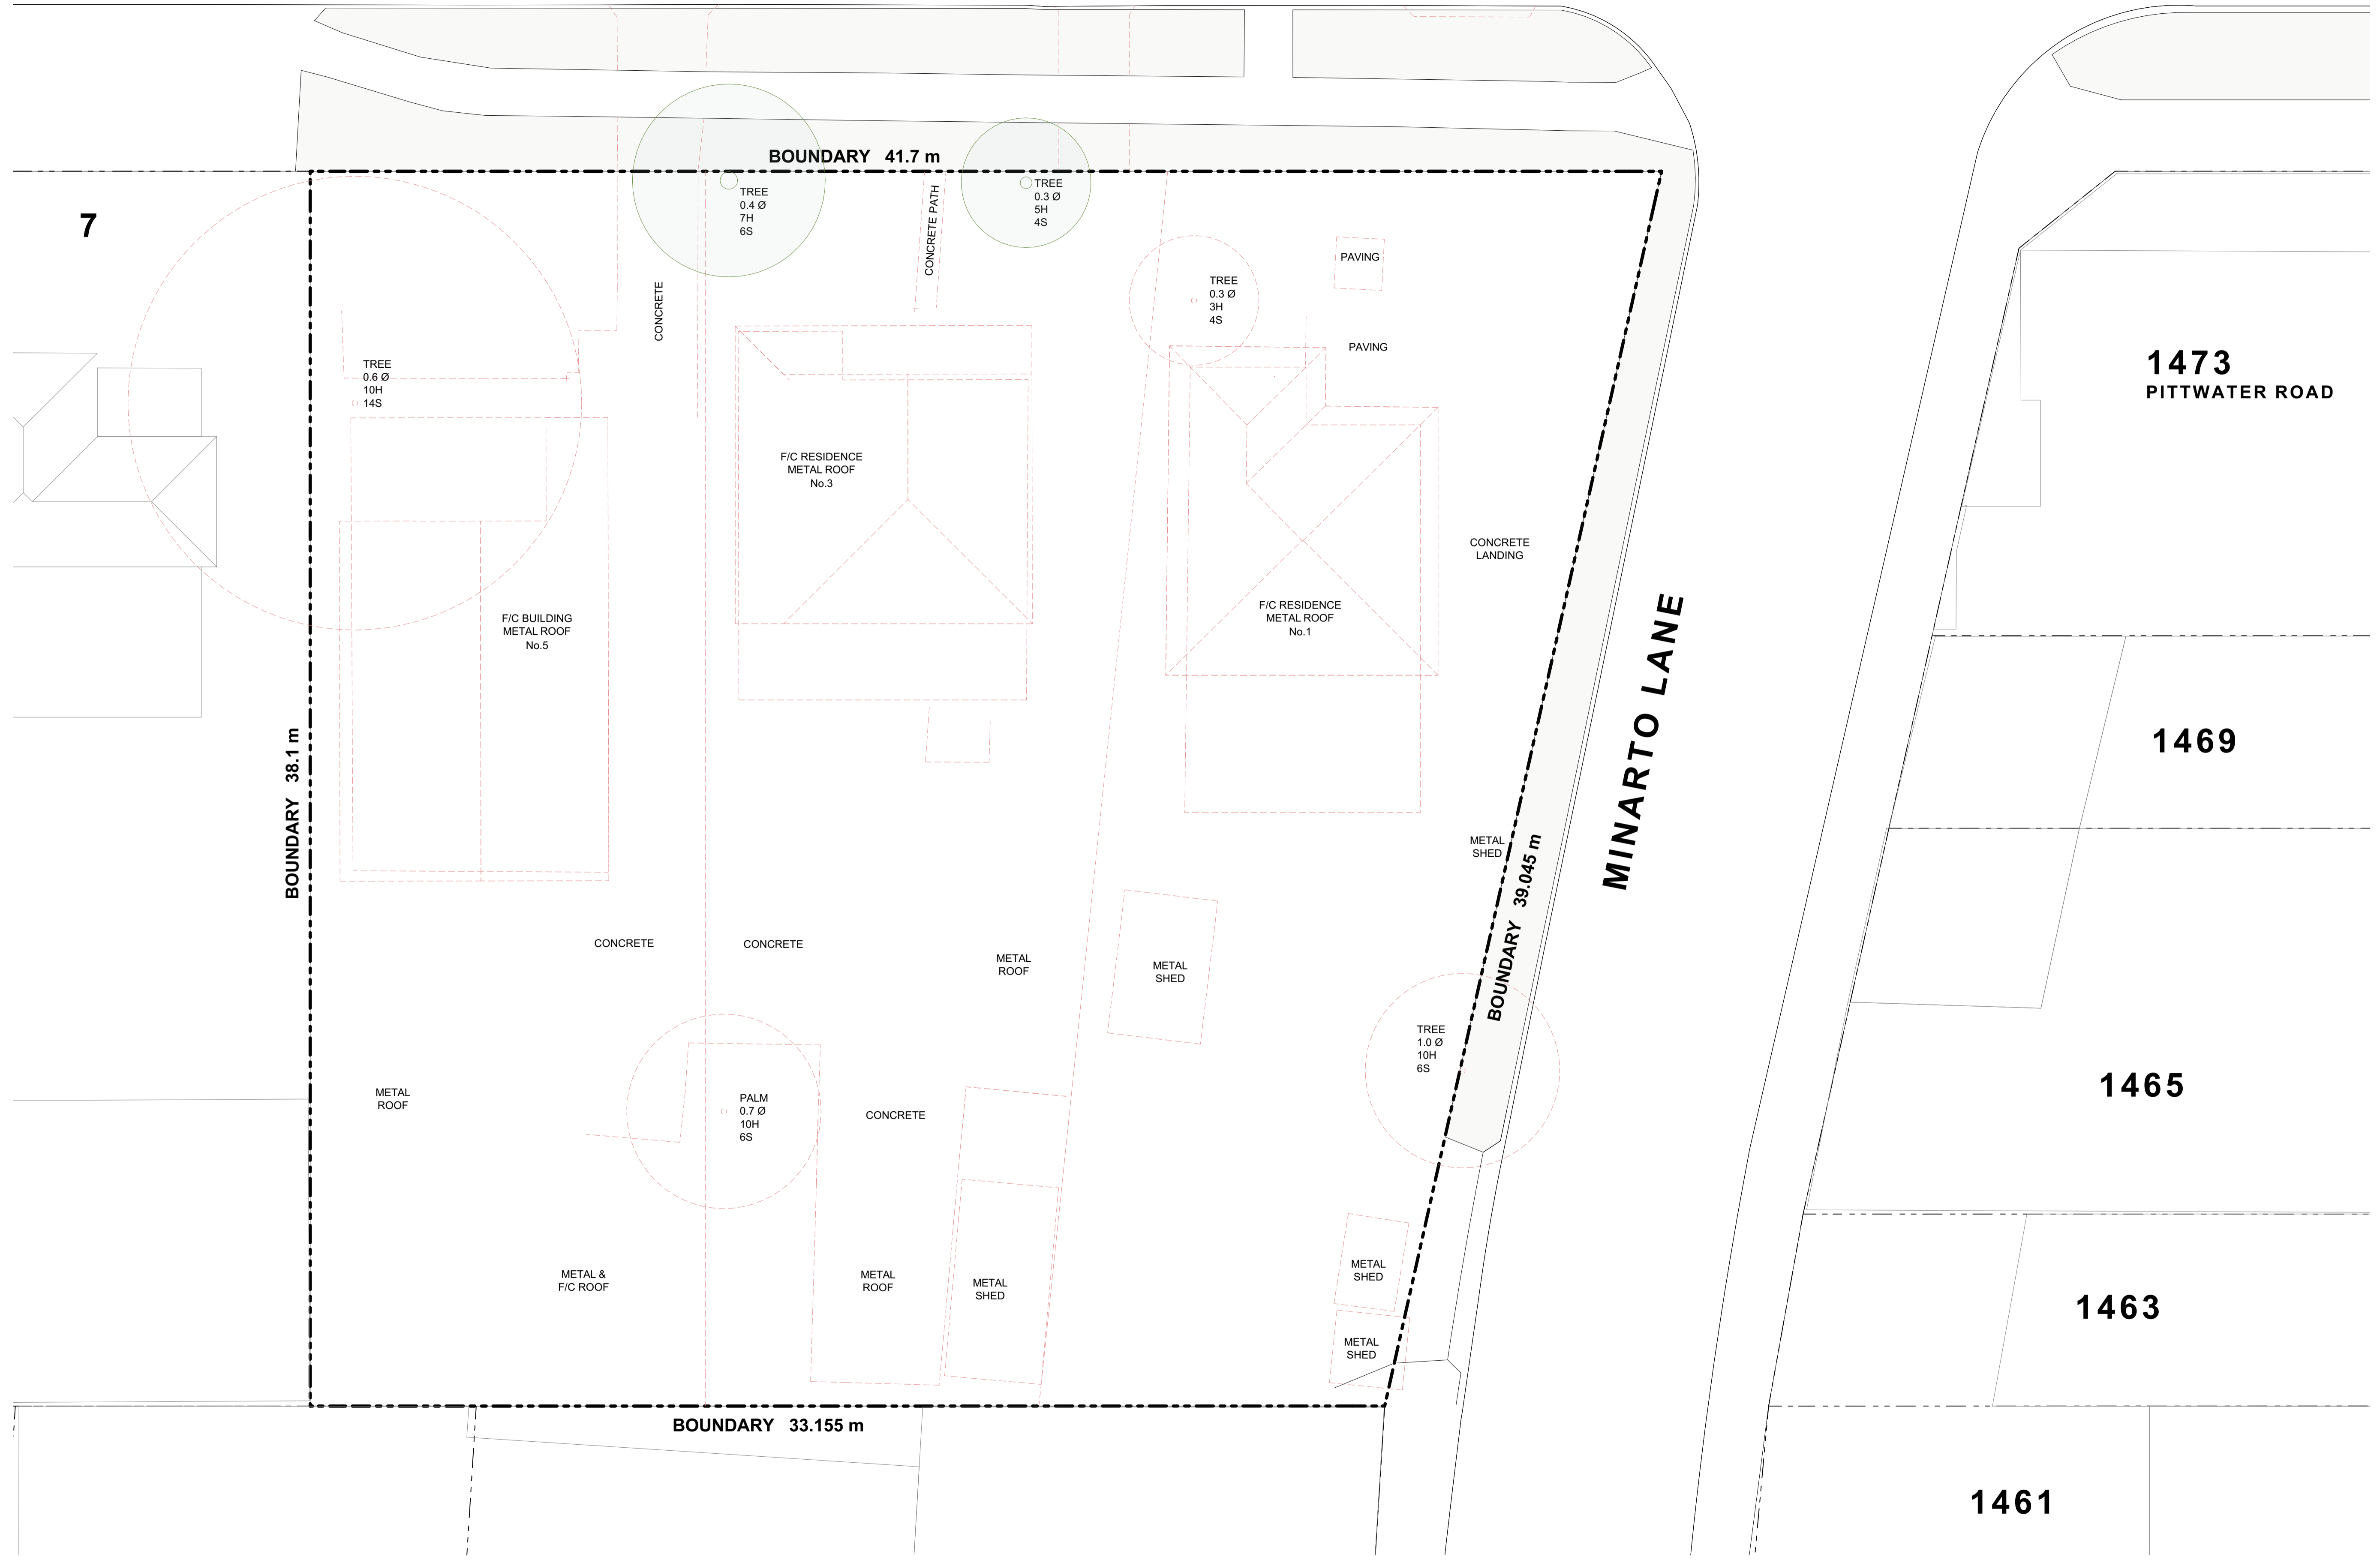 BOUNDARY 41.7 m
7
TREE
0.4 Ø
7H
6S
CONCRETE PATH
TREE
0.3 Ø
5H
4S
CONCRETE
TREE
0.3 Ø
3H
4S
PAVING
PAVING
TREE
0.6 Ø
10H
14S
1473
PITTWATER ROAD
F/C RESIDENCE
METAL ROOF
No.3
CONCRETE
LANDING
F/C BUILDING
METAL ROOF
No.5
F/C RESIDENCE
METAL ROOF
No.1
MINARTO LANE
1469
BOUNDARY 38.1 m
METAL
SHED
BOUNDARY 39.045 m
CONCRETE
CONCRETE
METAL
ROOF
METAL
SHED
TREE
1.0 Ø
10H
6S
1465
METAL
ROOF
PALM
0.7 Ø
10H
6S
CONCRETE
METAL &
F/C ROOF
METAL
ROOF
METAL
SHED
METAL
SHED
1463
METAL
SHED
BOUNDARY 33.155 m
1461